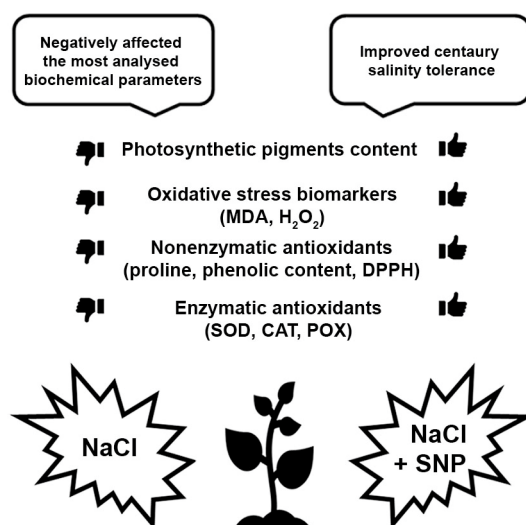 Negatively affected
the most analysed
biochemical parameters
Improved centaury
salinity tolerance
Photosynthetic pigments content
Oxidative stress biomarkers
(MDA, H₂O₂)
Nonenzymatic antioxidants
(proline, phenolic content, DPPH)
Enzymatic antioxidants
(SOD, CAT, POX)
NaCl
NaCl
+ SNP